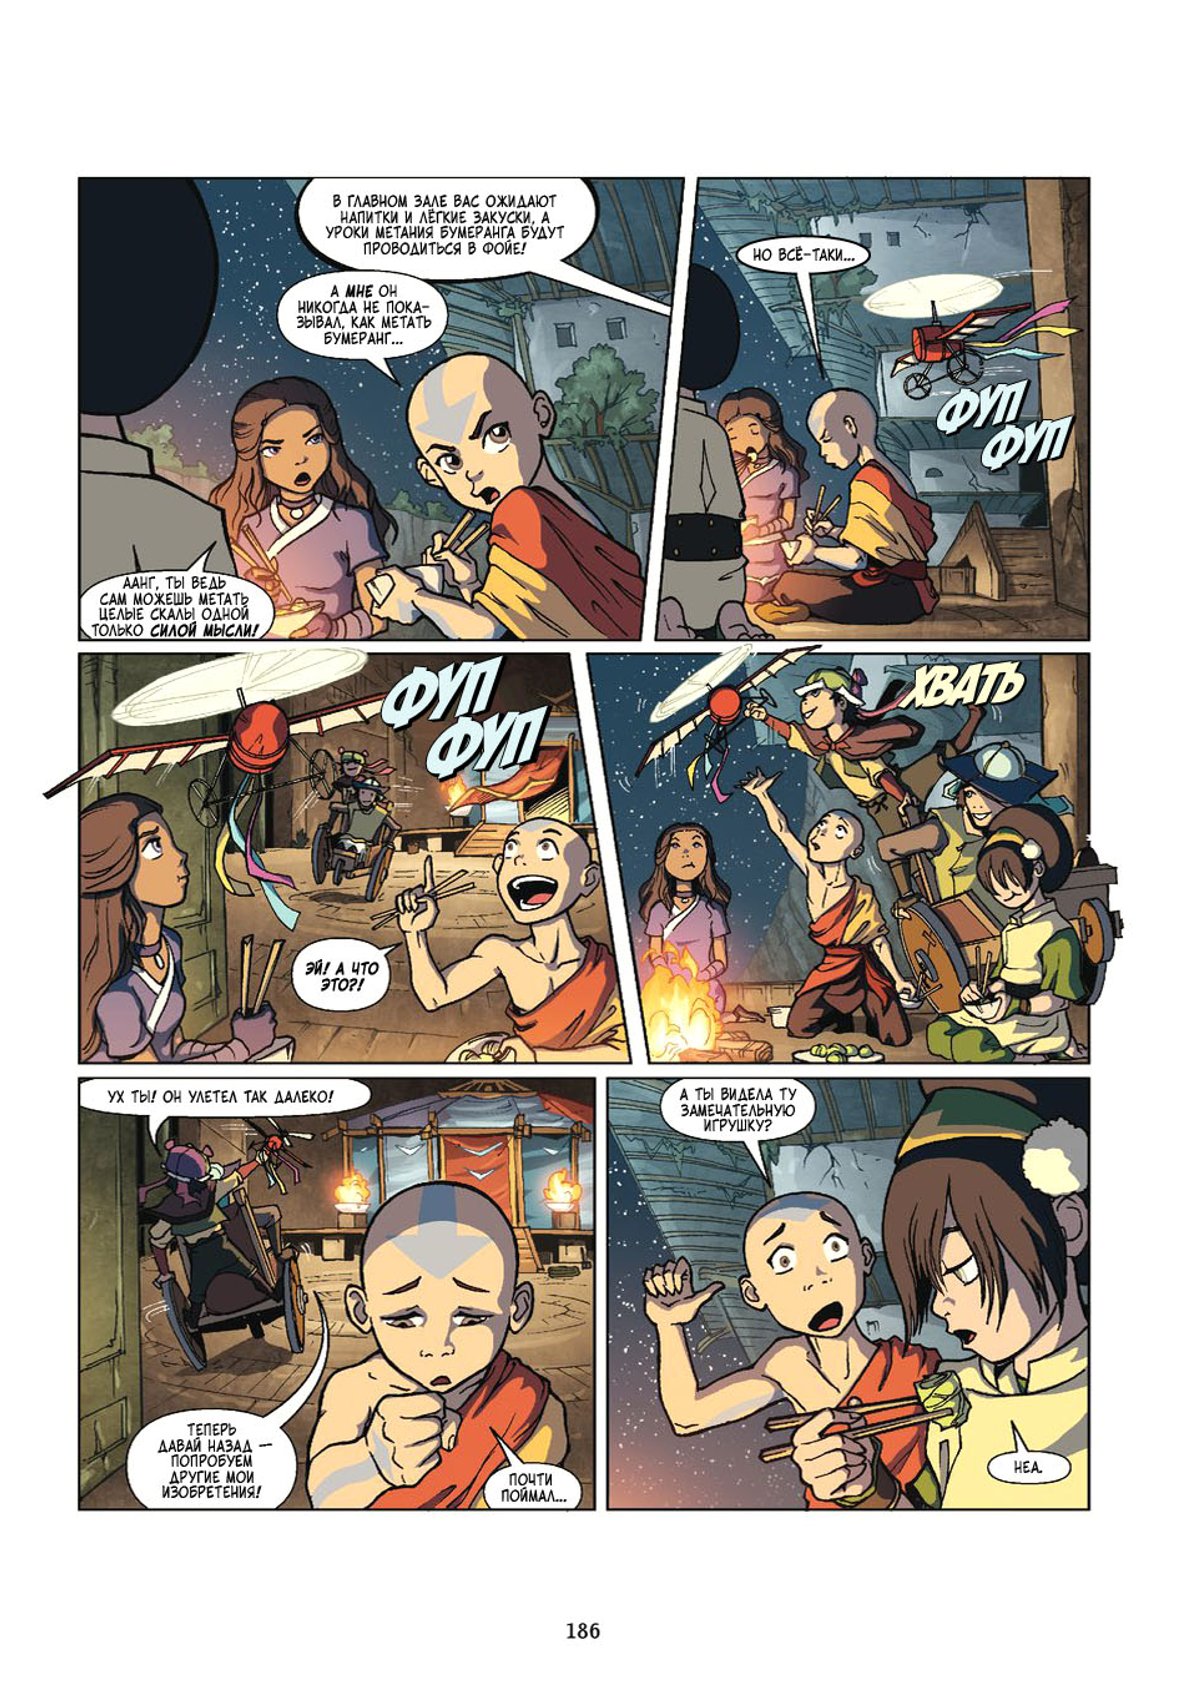 В ГЛАВНОМ ЗАЛЕ ВАС ОЖИДАЮТ
НАПИТКИ И ЛЁГКИЕ ЗАКУСКИ, А
УРОКИ МЕТАНИЯ БУМЕРАНГА БУДУТ
ПРОВОДИТЬСЯ В ФОЙЕ!
А МНЕ ОН
НИКОГДА НЕ ПОКА-
ЗЫВАЛ, КАК МЕТАТЬ
БУМЕРАНГ...
ААНГ, ТЫ ВЕДЬ
САМ МОЖЕШЬ МЕТАТЬ
ЦЕЛЫЕ СКАЛЫ ОДНОЙ
ТОЛЬКО СИЛОЙ МЫСЛИ!
НО ВСЁ-ТАКИ...
ФУП
ФУП
ФУП
ФУП
ЭЙ! А ЧТО
ЭТО?!
ХВАТЬ
УХ ТЫ! ОН УЛЕТЕЛ ТАК ДАЛЕКО!
ТЕПЕРЬ
ДАВАЙ НАЗАД —
ПОПРОБУЕМ
ДРУГИЕ МОИ
ИЗОБРЕТЕНИЯ!
ПОЧТИ
ПОЙМАЛ...
А ТЫ ВИДЕЛА ТУ
ЗАМЕЧАТЕЛЬНУЮ
ИГРУШКУ?
НЕА.
186